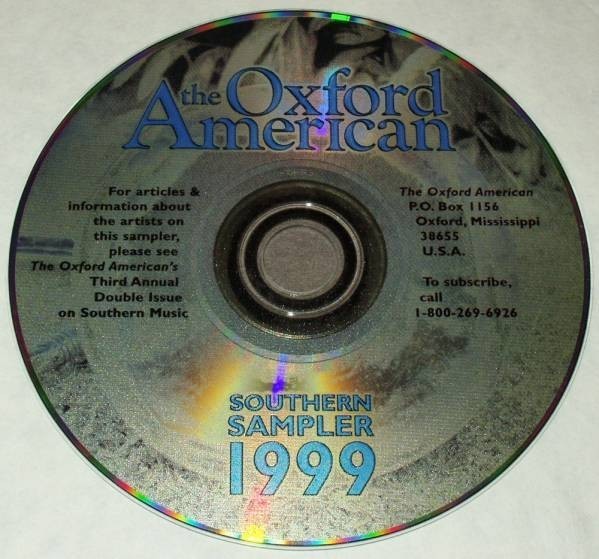 the Oxford
American
For articles &
information about
the artists on
this sampler,
please see
The Oxford American's
Third Annual
Double Issue
on Southern Music
The Oxford American
P.O. Box 1156
Oxford, Mississippi
38655
U.S.A.
To subscribe,
call
1-800-269-6926
SOUTHERN
SAMPLER
1999